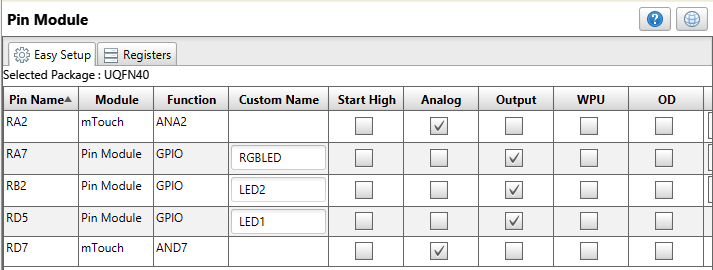 Pin Module
Easy Setup Registers
Selected Package : UQFN40
Pin Name Module Function Custom Name Start High Analog Output WPU OD
RA2 mTouch ANA2
RA7 Pin Module GPIO RGBLED
RB2 Pin Module GPIO LED2
RD5 Pin Module GPIO LED1
RD7 mTouch AND7